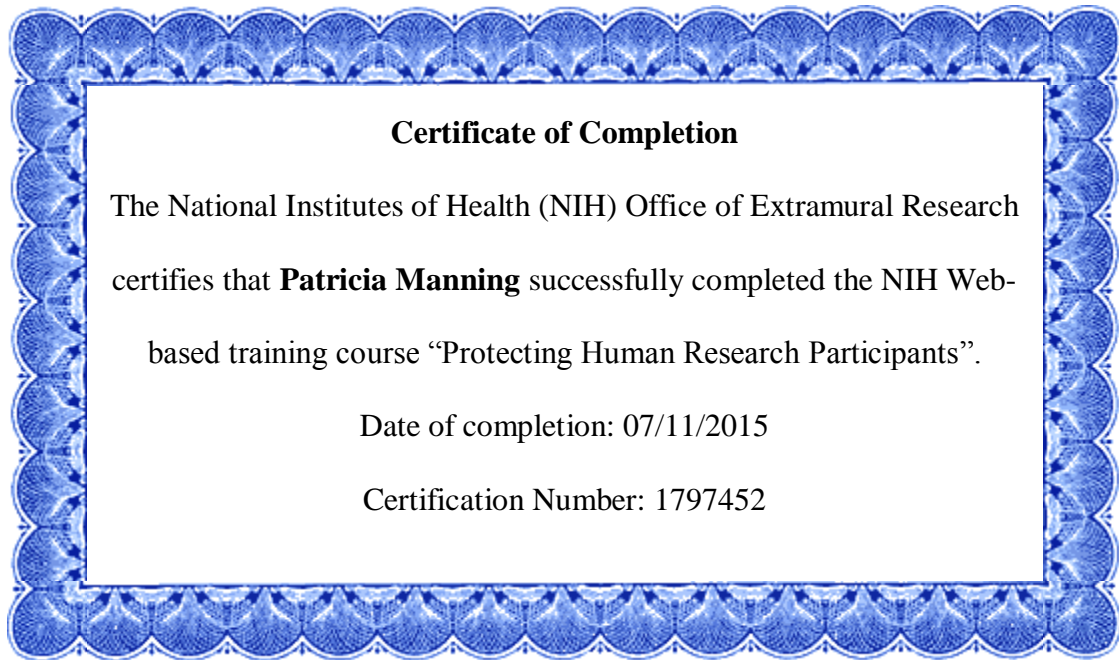 Certificate of Completion
The National Institutes of Health (NIH) Office of Extramural Research
certifies that Patricia Manning successfully completed the NIH Web-
based training course “Protecting Human Research Participants”.
Date of completion: 07/11/2015
Certification Number: 1797452